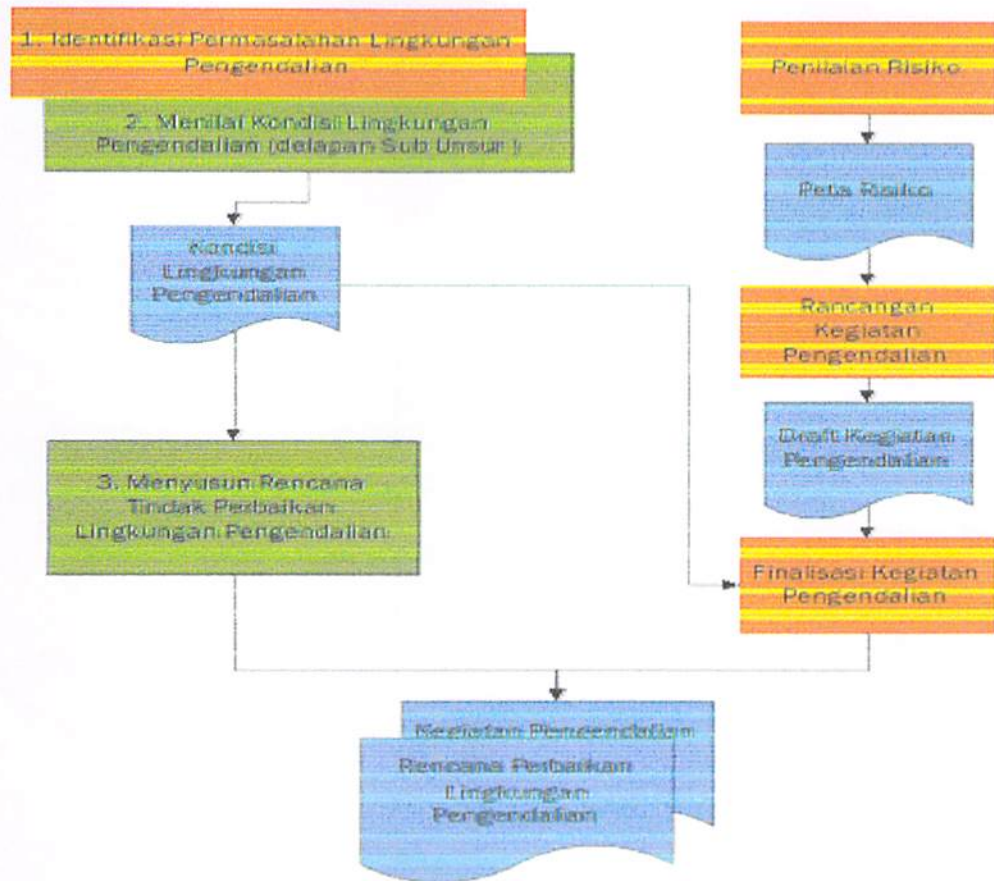 1. Identifikasi Permasalahan Lingkungan
Pengendalian
2. Menilai Kondisi Lingkungan
Pengendalian (delapan Sub Unsur )
Kondisi
Lingkungan
Pengendalian
3. Menyusun Rencana
Tindak Perbaikan
Lingkungan Pengendalian
Penilaian Risiko
Peta Risiko
Rancangan
Kegiatan
Pengendalian
Draft Kegiatan
Pengendalian
Finalisasi Kegiatan
Pengendalian
Kegiatan Pengendalian
Rencana Perbaikan
Lingkungan
Pengendalian